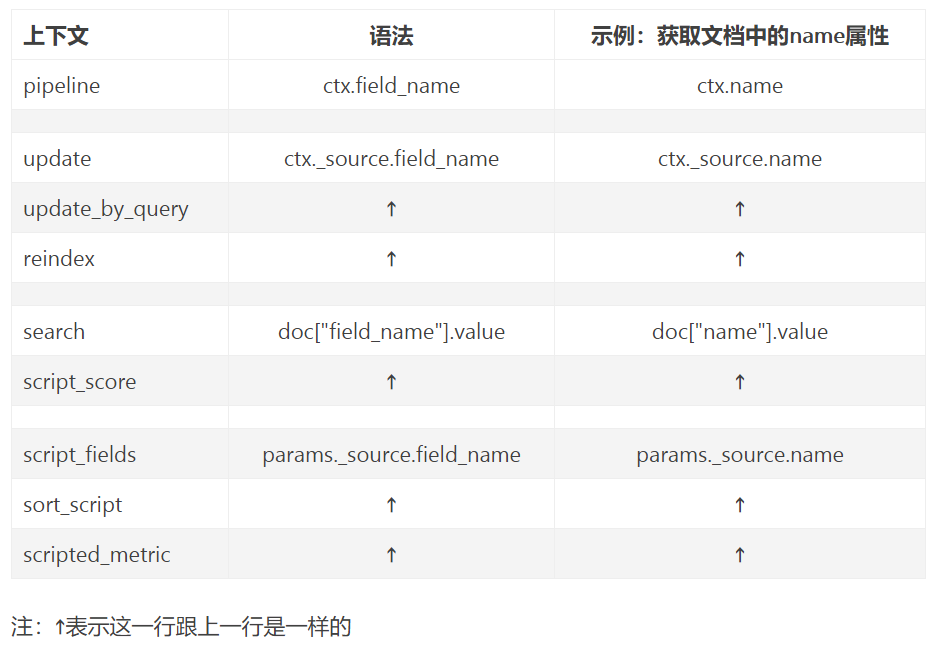 上下文 语法 示例：获取文档中的name属性
pipeline ctx.field_name ctx.name
update ctx._source.field_name ctx._source.name
update_by_query ↑ ↑
reindex ↑ ↑
search doc["field_name"].value doc["name"].value
script_score ↑ ↑
script_fields params._source.field_name params._source.name
sort_script ↑ ↑
scripted_metric ↑ ↑
注：↑表示这一行跟上一行是一样的